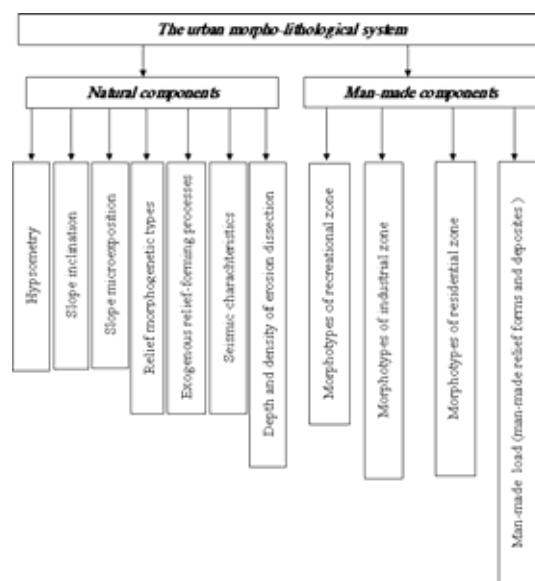 The urban morpho-lithological system
Natural components
Man-made components
Hypsometry
Slope inclination
Slope microexposition
Relief morphogenetic types
Exogenous relief-forming processes
Seismic charachteristics
Depth and density of erosion dissection
Morphotypes of recreational zone
Morphotypes of industrial zone
Morphotypes of residential zone
Man-made load (man-made relief forms and deposites )